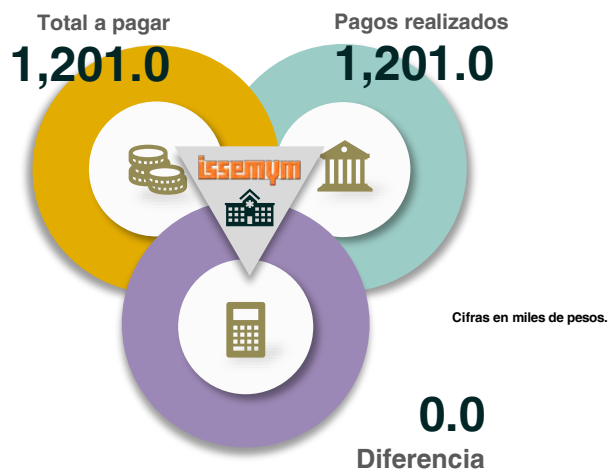 Total a pagar
1,201.0
Pagos realizados
1,201.0
issemym
Cifras en miles de pesos.
0.0
Diferencia